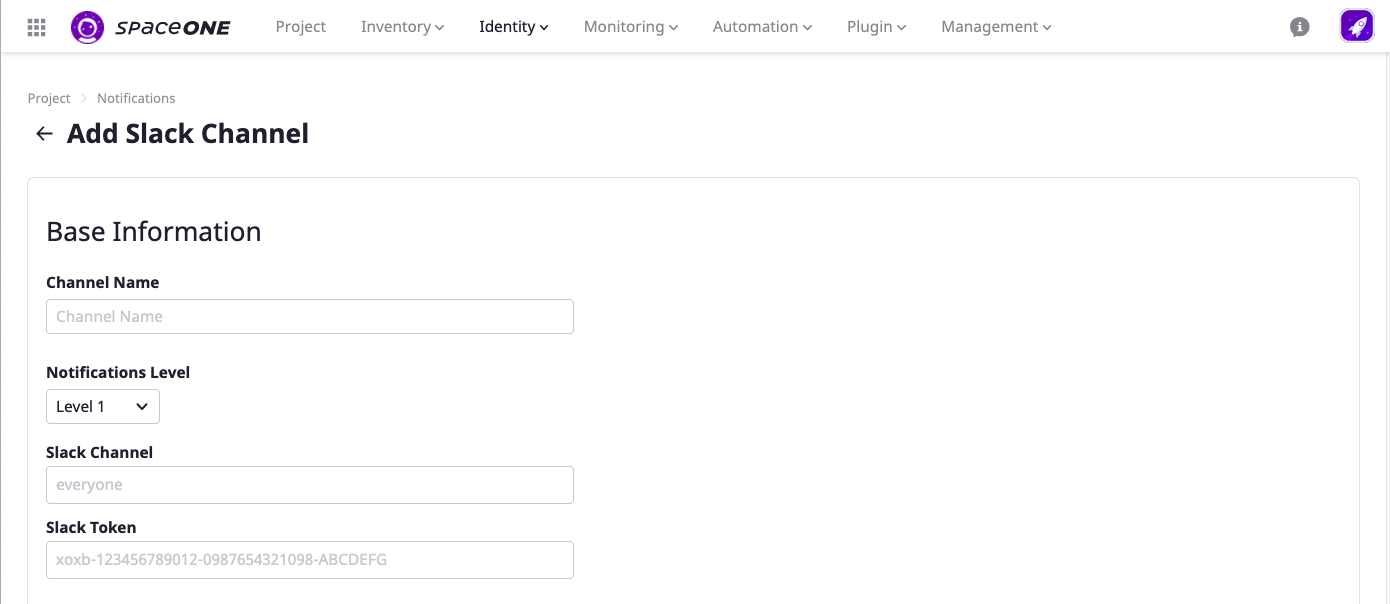 spaceONE Project Inventory Identity Monitoring Automation Plugin Management
Project > Notifications
← Add Slack Channel
Base Information
Channel Name
Channel Name
Notifications Level
Level 1
Slack Channel
everyone
Slack Token
xoxb-123456789012-0987654321098-ABCDEFG